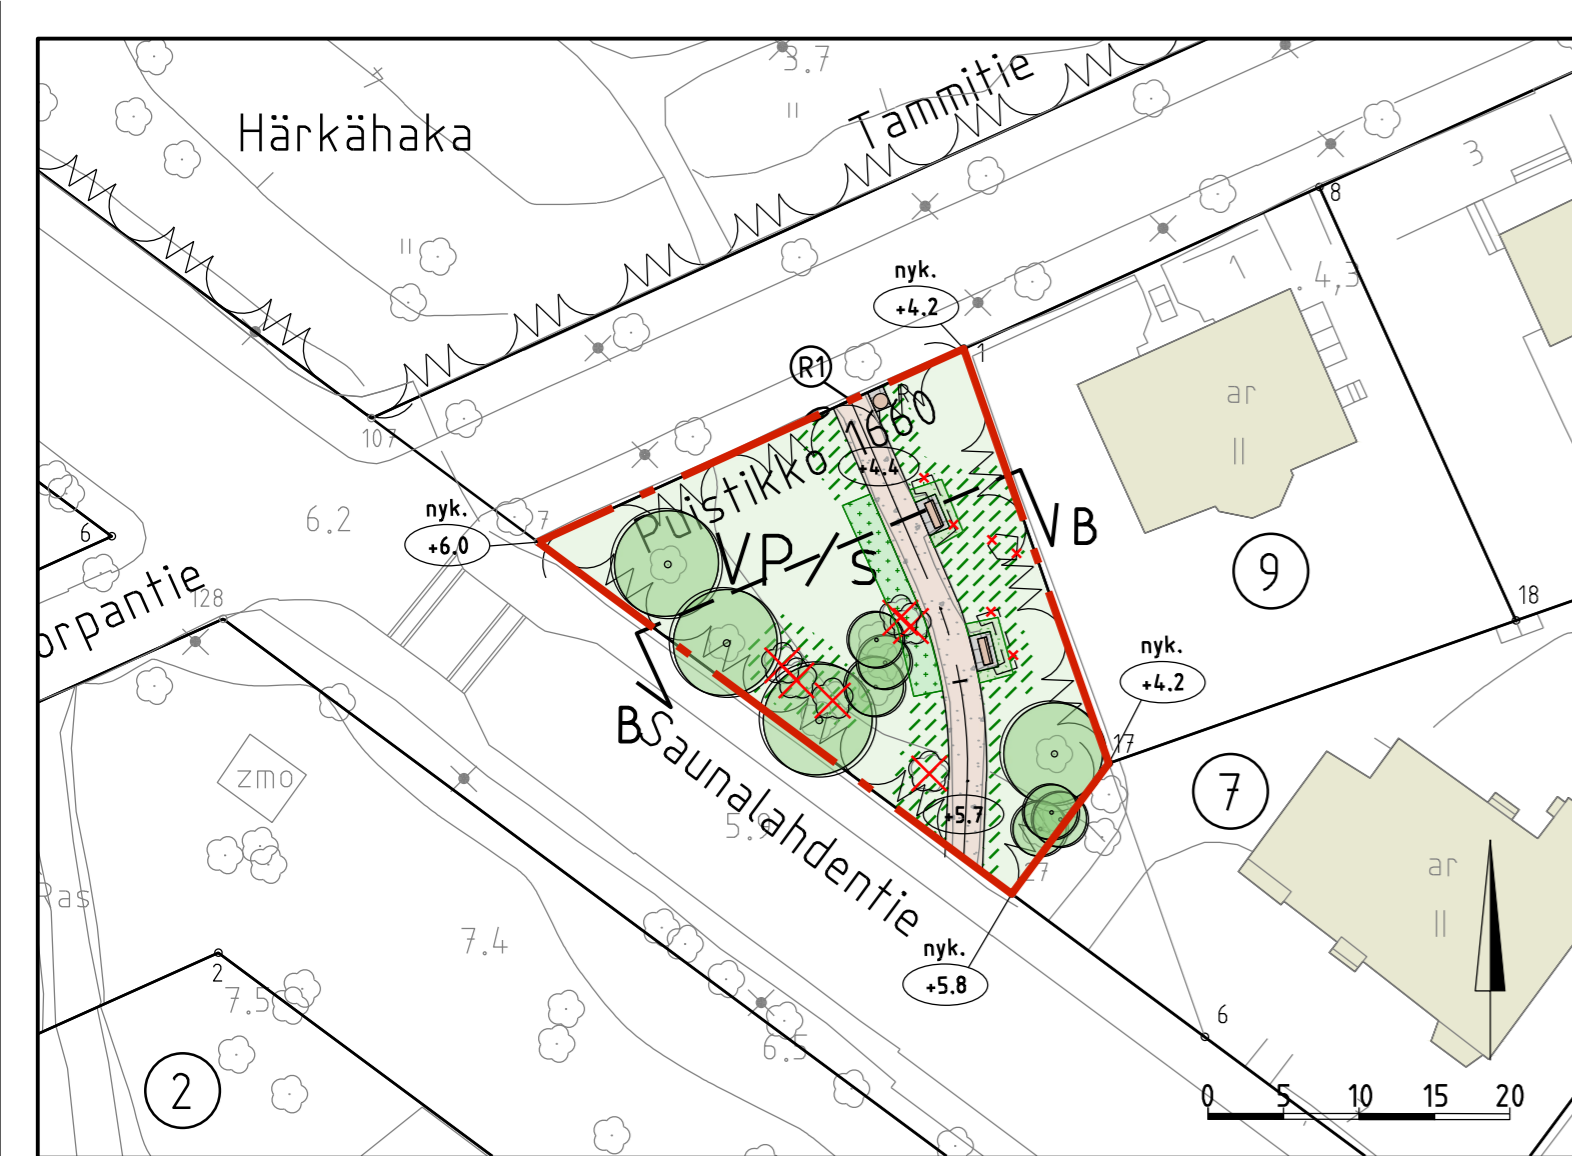 3.7
Tammitie
Härkähaka
3
8
1
. 4,3
nyk.
+4.2
1
R1
ar
II
107
1660
Puistikko
+4.4
nyk.
+6.0
7
6.2
6
VP/s
B
9
orpantie
128
18
nyk.
+4.2
17
B
Saunalahdentie
7
zmo
5.9
+5.7
27
ar
II
as
7.4
nyk.
+5.8
2
7.5
6
6.5
2
0 5 10 15 20